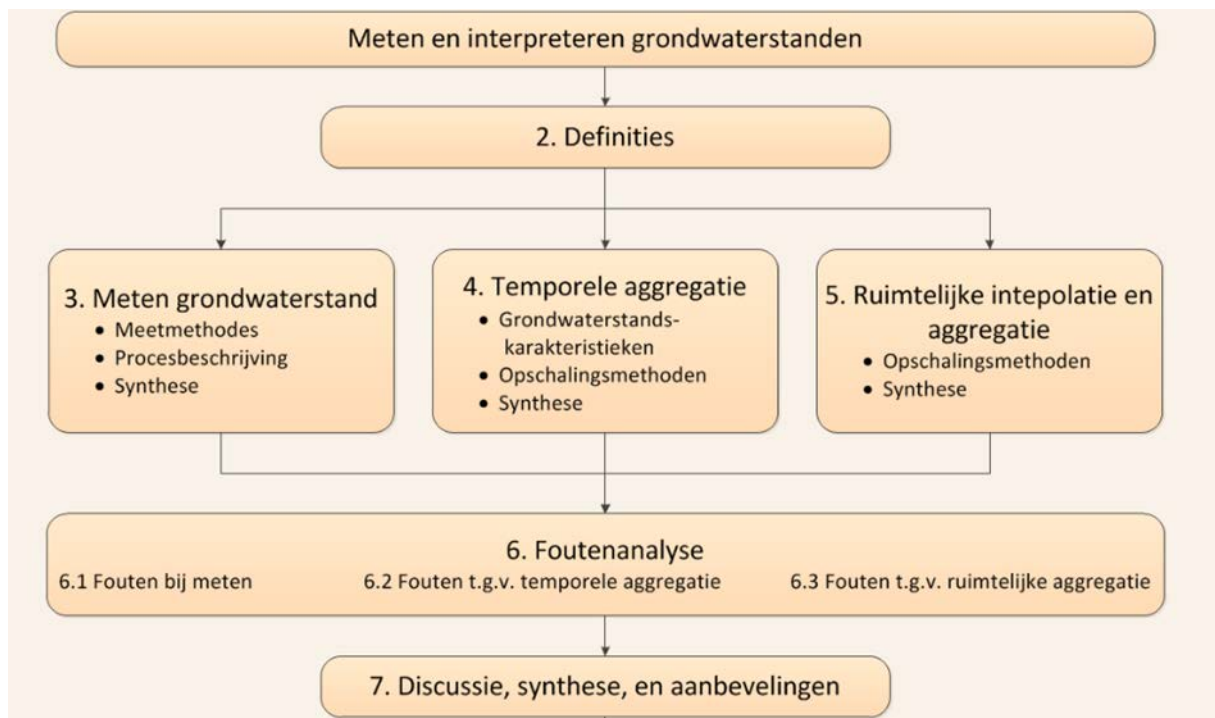 Meten en interpreteren grondwaterstanden
2. Definities
3. Meten grondwaterstand
• Meetmethodes
• Procesbeschrijving
• Synthese
4. Temporele aggregatie
• Grondwaterstands-
karakteristieken
• Opschalingsmethoden
• Synthese
5. Ruimtelijke intepolatie en
aggregatie
• Opschalingsmethoden
• Synthese
6. Foutenanalyse
6.1 Fouten bij meten
6.2 Fouten t.g.v. temporele aggregatie
6.3 Fouten t.g.v. ruimtelijke aggregatie
7. Discussie, synthese, en aanbevelingen